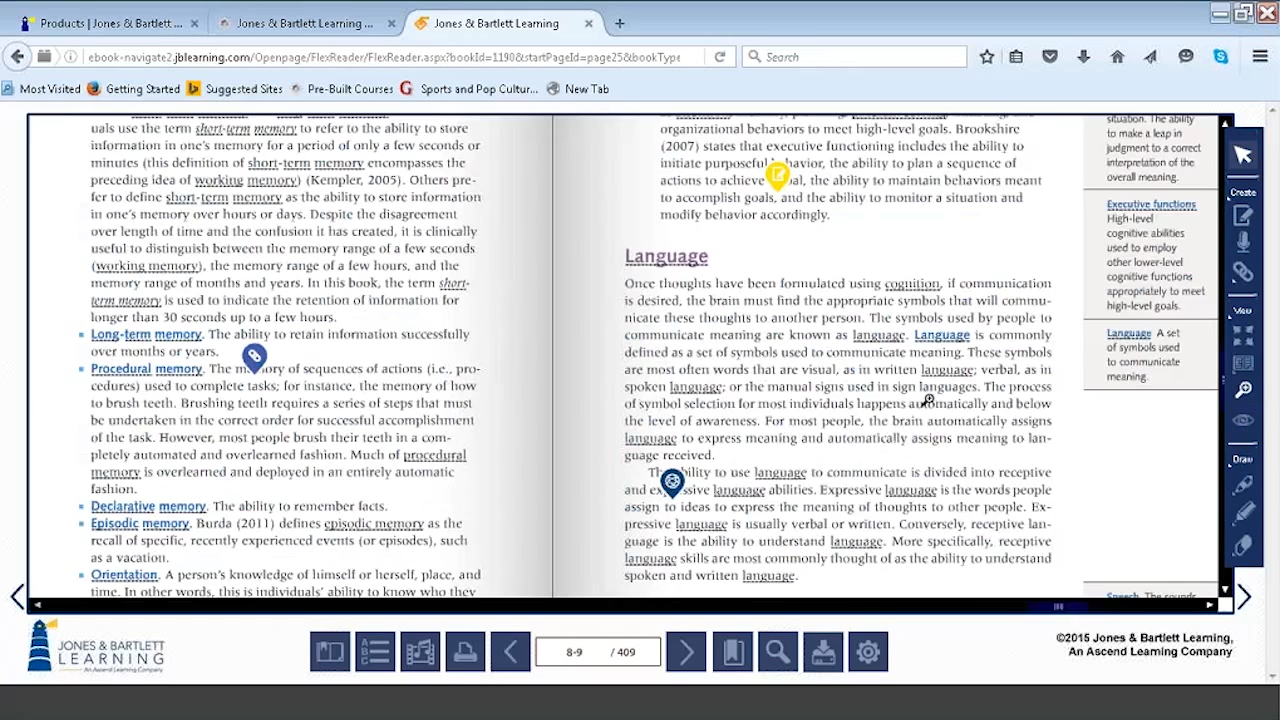 Products | Jones & Bartlett ...
Jones & Bartlett Learning ...
Jones & Bartlett Learning
ebook-navigate2.jblearning.com/Openpage/FlexReader/FlexReader.aspx?bookId=1190&startPageId=page25&bookType
Search
Most Visited
Getting Started
Suggested Sites
Pre-Built Courses
Sports and Pop Cultur...
New Tab
uals use the term short-term memory to refer to the ability to store
information in one's memory for a period of only a few seconds or
minutes (this definition of short-term memory encompasses the
preceding idea of working memory) (Kempler, 2005). Others pre-
fer to define short-term memory as the ability to store information
in one's memory over hours or days. Despite the disagreement
over length of time and the confusion it has created, it is clinically
useful to distinguish between the memory range of a few seconds
(working memory), the memory range of a few hours, and the
memory range of months and years. In this book, the term short-
term memory is used to indicate the retention of information for
longer than 30 seconds up to a few hours.
Long-term memory. The ability to retain information successfully
over months or years.
Procedural memory. The memory of sequences of actions (i.e., pro-
cedures) used to complete tasks; for instance, the memory of how
to brush teeth. Brushing teeth requires a series of steps that must
be undertaken in the correct order for successful accomplishment
of the task. However, most people brush their teeth in a com-
pletely automated and overlearned fashion. Much of procedural
memory is overlearned and deployed in an entirely automatic
fashion.
Declarative memory. The ability to remember facts.
Episodic memory. Burda (2011) defines episodic memory as the
recall of specific, recently experienced events (or episodes), such
as a vacation.
Orientation. A person's knowledge of himself or herself, place, and
time. In other words, this is individuals' ability to know who they
organizational behaviors to meet high-level goals. Brookshire
(2007) states that executive functioning includes the ability to
initiate purposeful behavior, the ability to plan a sequence of
actions to achieve goal, the ability to maintain behaviors meant
to accomplish goals, and the ability to monitor a situation and
modify behavior accordingly.
Language
Once thoughts have been formulated using cognition, if communication
is desired, the brain must find the appropriate symbols that will commu-
nicate these thoughts to another person. The symbols used by people to
communicate meaning are known as language. Language is commonly
defined as a set of symbols used to communicate meaning. These symbols
are most often words that are visual, as in written language; verbal, as in
spoken language; or the manual signs used in sign languages. The process
of symbol selection for most individuals happens automatically and below
the level of awareness. For most people, the brain automatically assigns
language to express meaning and automatically assigns meaning to lan-
guage received.
The ability to use language to communicate is divided into receptive
and expressive language abilities. Expressive language is the words people
assign to ideas to express the meaning of thoughts to other people. Ex-
pressive language is usually verbal or written. Conversely, receptive lan-
guage is the ability to understand language. More specifically, receptive
language skills are most commonly thought of as the ability to understand
spoken and written language.
situation. The ability
to make a leap in
judgment to a correct
interpretation of the
overall meaning.
Executive functions
High-level
cognitive abilities
used to employ
other lower-level
cognitive functions
appropriately to meet
high-level goals.
Language A set
of symbols used
to communicate
meaning.
Speech The sounds
Create
View
Draw
JONES & BARTLETT
LEARNING
An Ascend Learning Company
A
B
C
8-9 / 409
©2015 Jones & Bartlett Learning,
An Ascend Learning Company